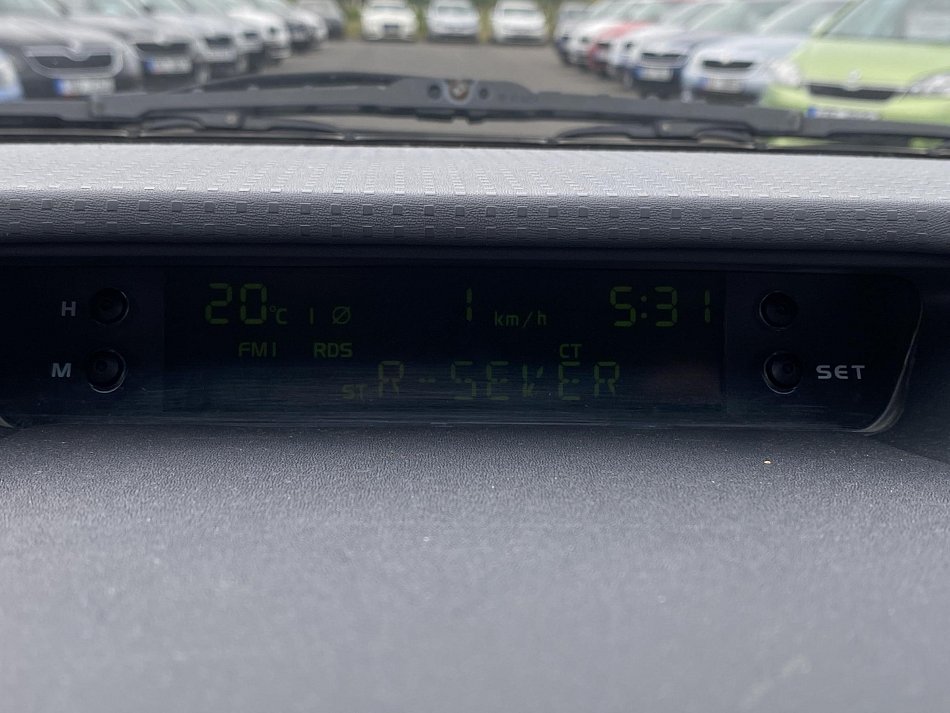 H 20°C I Ø 1 km/h 5:31
FM1 RDS CT
M ST R-SEVER SET